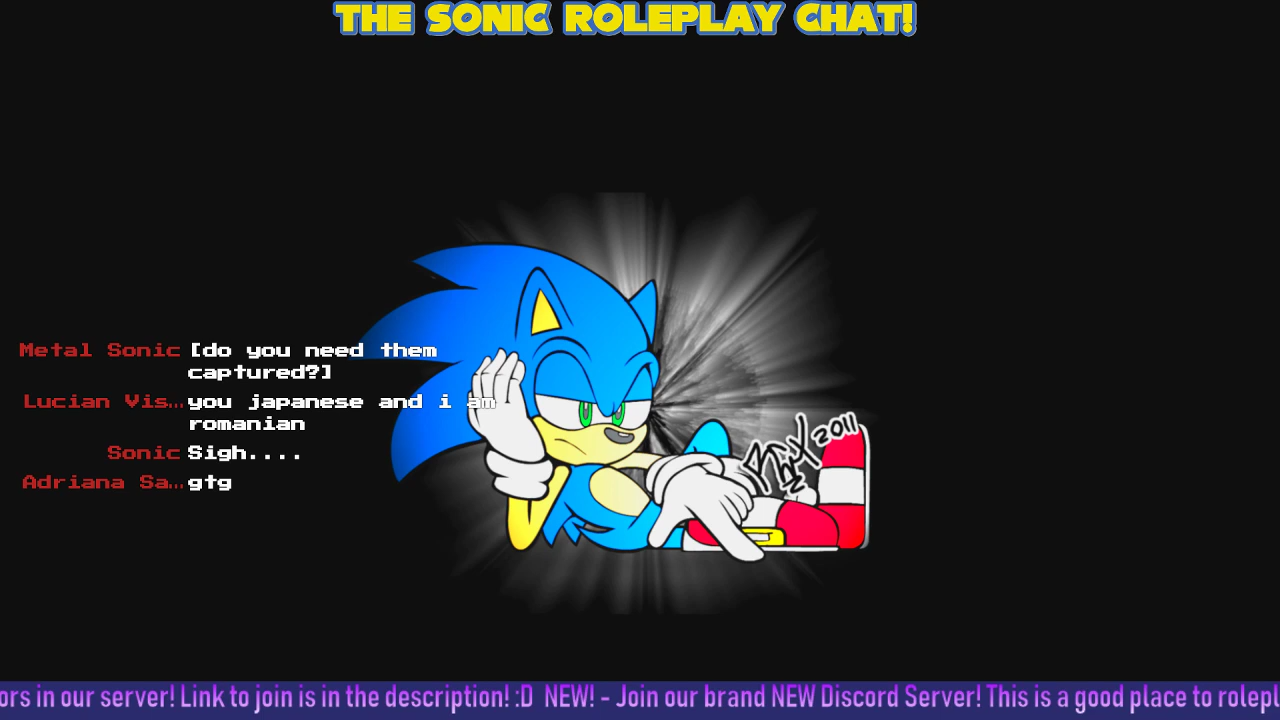 THE SONIC ROLEPLAY CHAT!
Metal Sonic [do you need them
captured?]
Lucian Vis… you japanese and i am
romanian
Sonic Sigh....
Adriana Sa… gtg
2011
ors in our server! Link to join is in the description! :D NEW! - Join our brand NEW Discord Server! This is a good place to rolepl